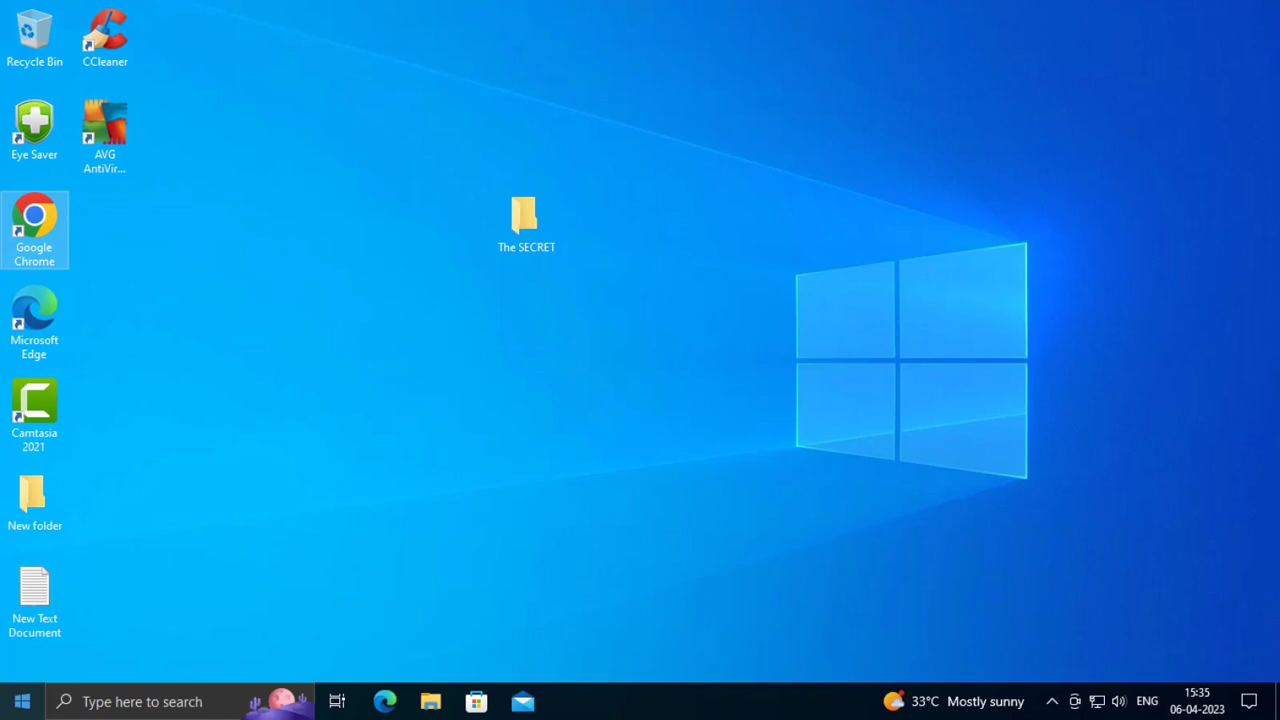 Recycle Bin
CCleaner
Eye Saver
AVG
AntiVir...
Google
Chrome
The SECRET
Microsoft
Edge
Camtasia
2021
New folder
New Text
Document
Type here to search
33°C Mostly sunny
ENG
15:35
06-04-2023